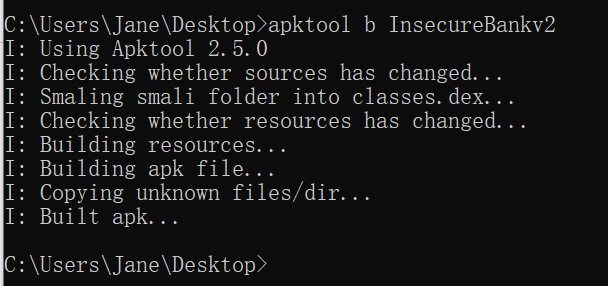 C:\Users\Jane\Desktop>apktool b InsecureBankv2
I: Using Apktool 2.5.0
I: Checking whether sources has changed...
I: Smaling smali folder into classes.dex...
I: Checking whether resources has changed...
I: Building resources...
I: Building apk file...
I: Copying unknown files/dir...
I: Built apk...
C:\Users\Jane\Desktop>